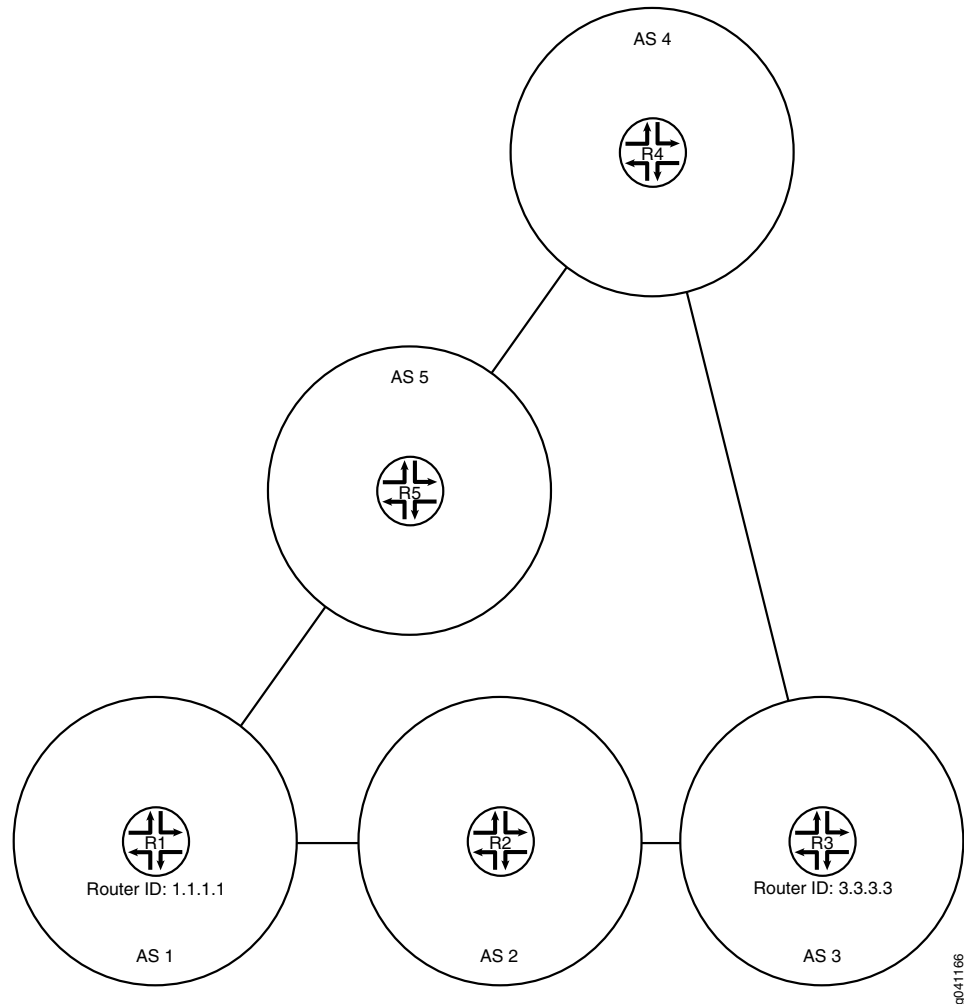 AS 4
R4
AS 5
R5
R1
Router ID: 1.1.1.1
AS 1
R2
AS 2
R3
Router ID: 3.3.3.3
AS 3
g041166